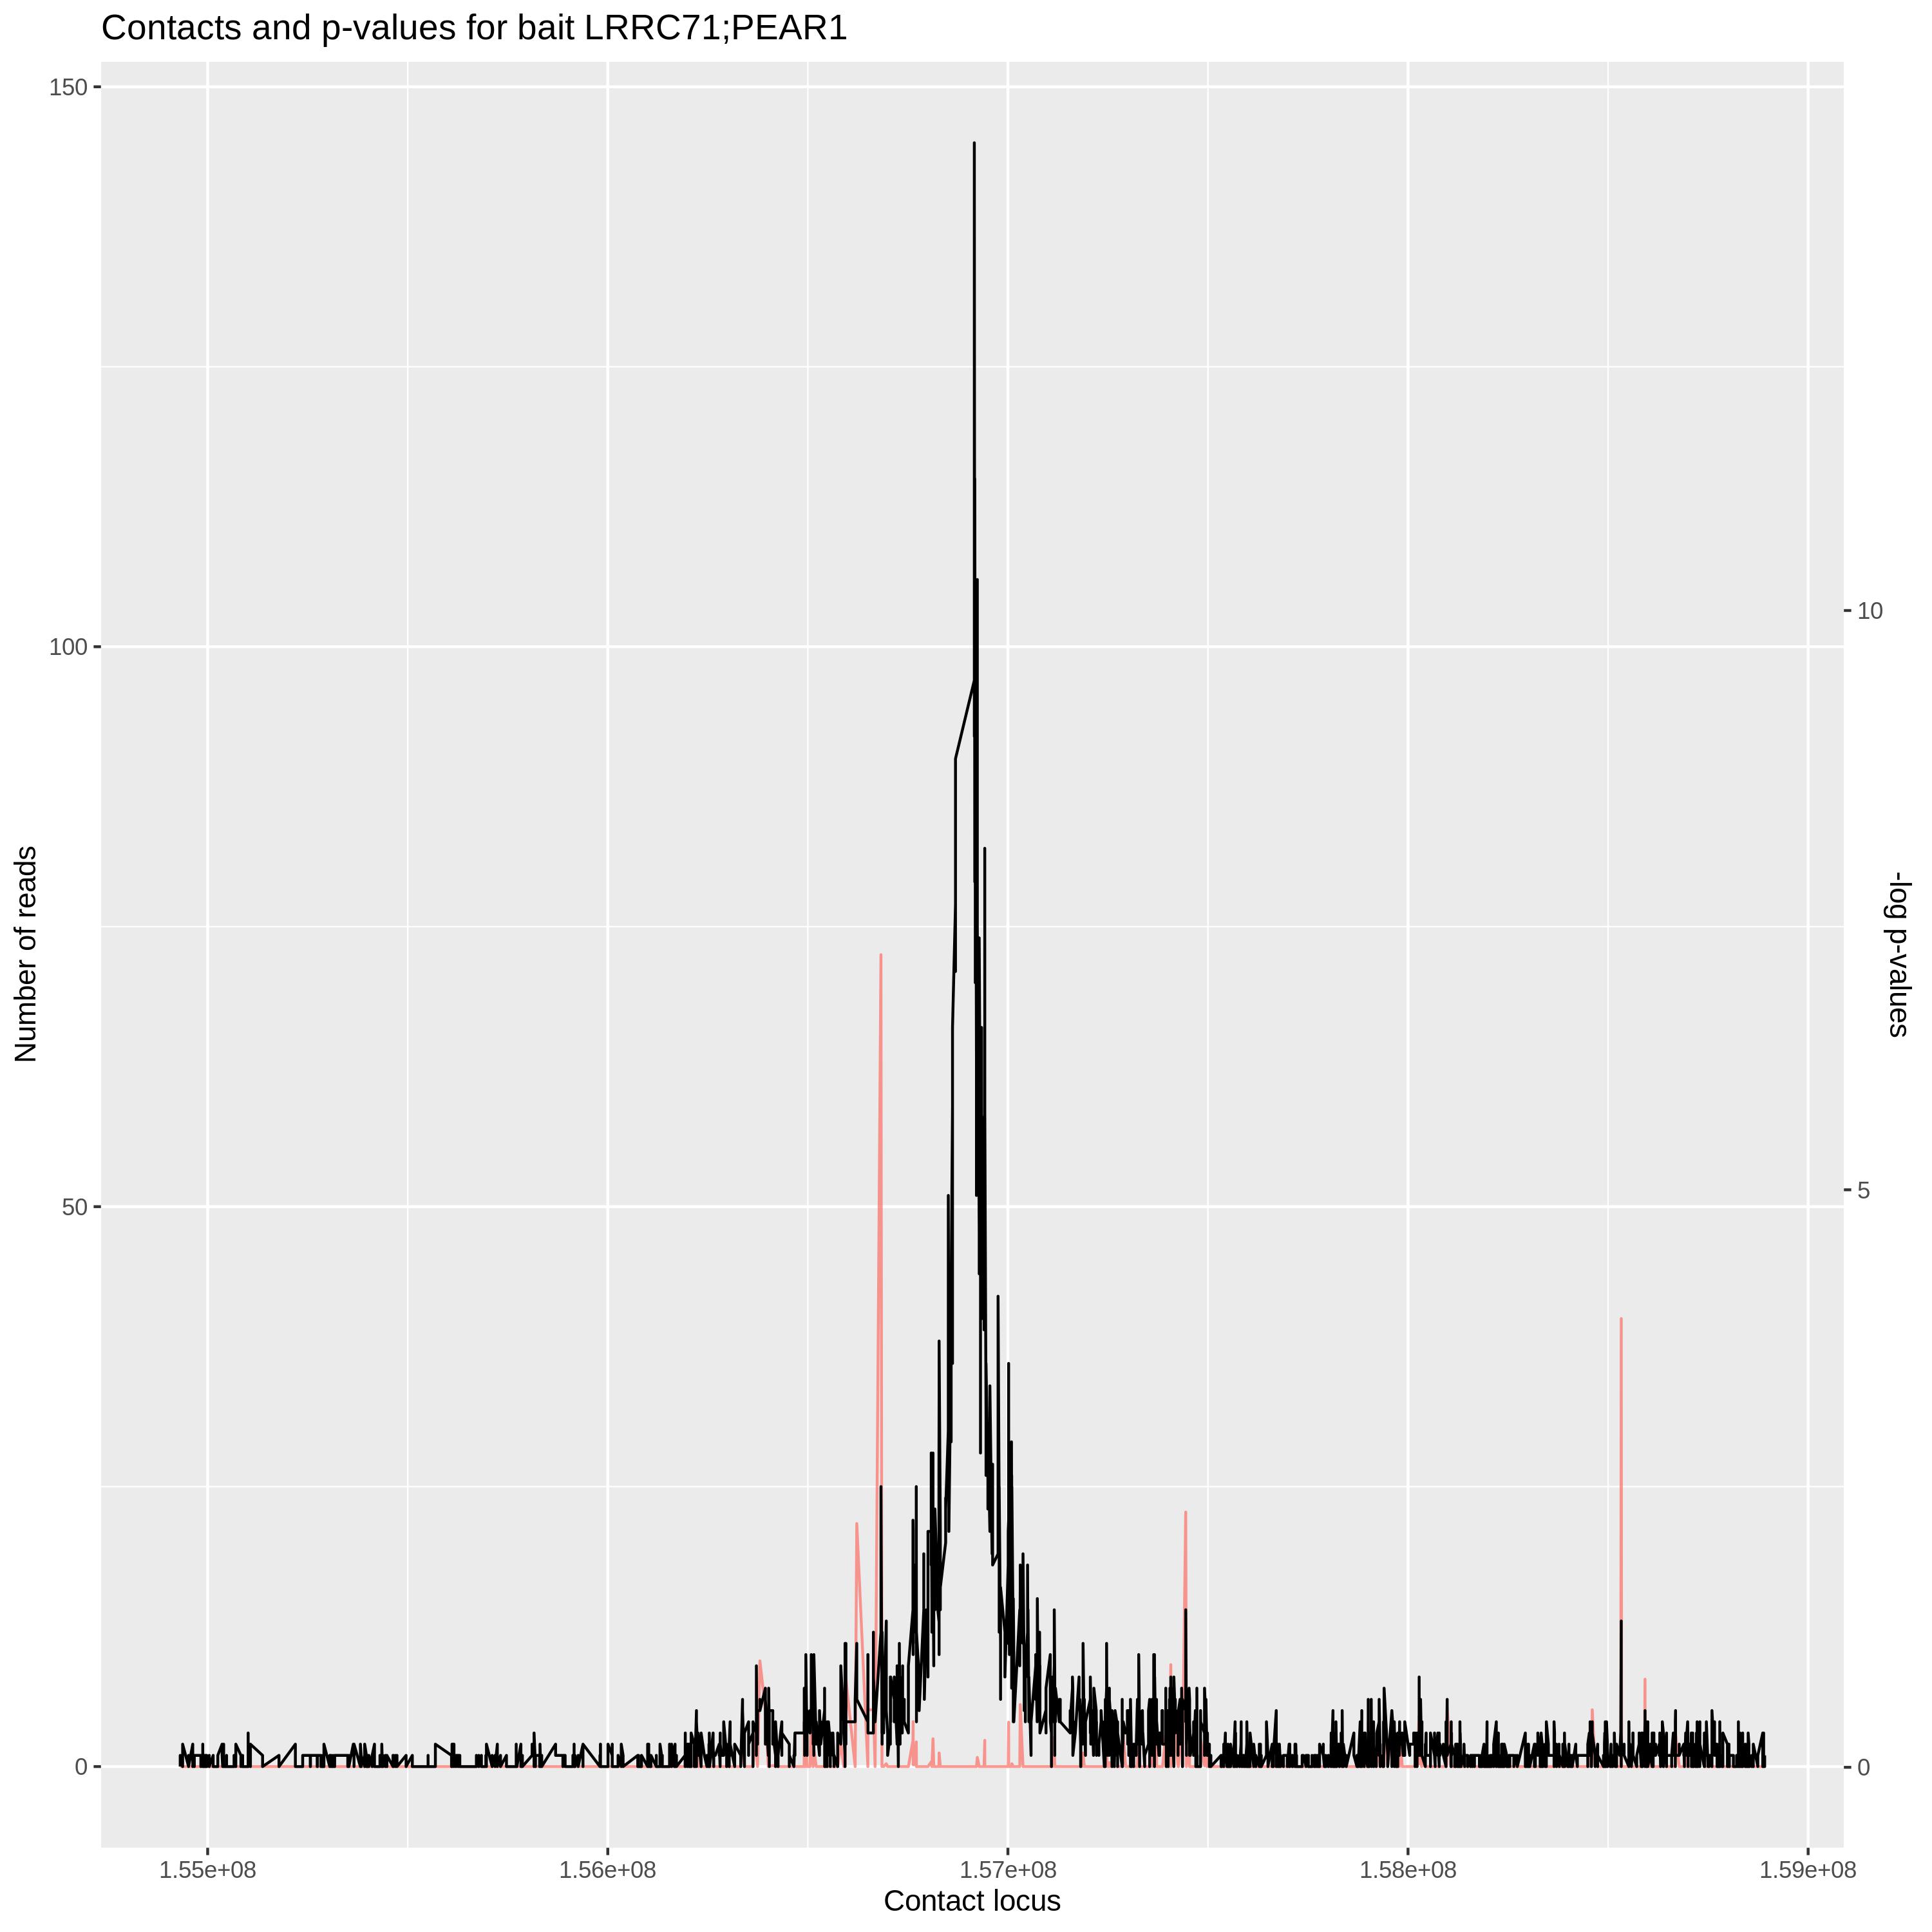 Contacts and p-values for bait LRRC71;PEAR1
150
100
50
0
Number of reads
10
5
0
-log p-values
1.55e+08
1.56e+08
1.57e+08
1.58e+08
1.59e+08
Contact locus